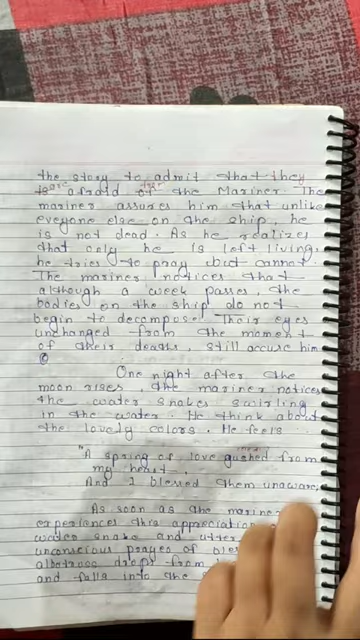 the story to admit that they
are afraid of the Mariner. The
mariner assures him that unlike
eveyone else on the ship, he
is not dead. As he realizes
that only he is left living.
he tries to pray but cannot
The mariner notices that
although a week passes, the
bodies on the ship do not
begin to decompose. Their eyes
unchanged from the moment
of their deaths, still accuse him
One night after the
moon rises, the mariner notices
the water snakes swirling
in the water. He think about
the lovely colors. He feels
"A spring of love gushed from
my heart,
And I blessed them unaware,
As soon as the marine
experiances this appreciation
water snake and utter
unconscious prayeo of bles
albatross drops from
and falls into the s